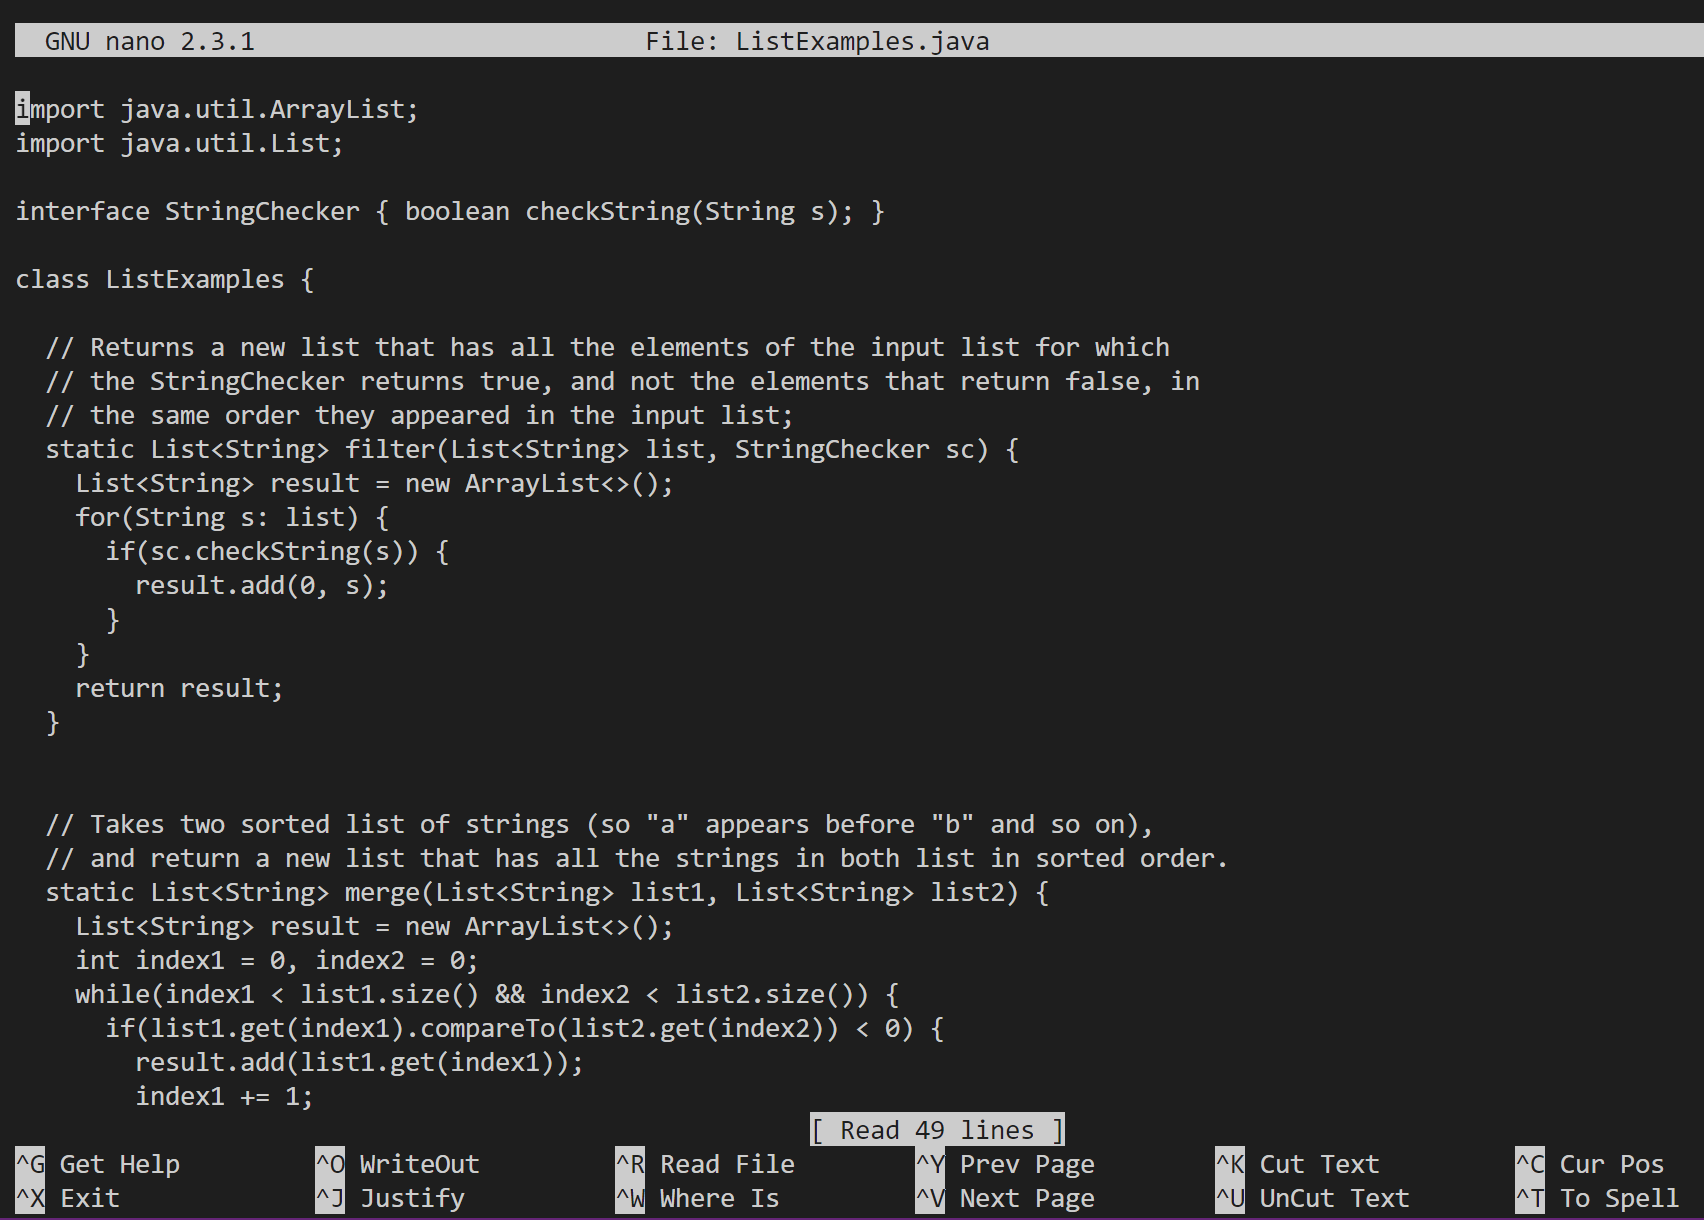 GNU nano 2.3.1 File: ListExamples.java
import java.util.ArrayList;
import java.util.List;
interface StringChecker { boolean checkString(String s); }
class ListExamples {
  // Returns a new list that has all the elements of the input list for which
  // the StringChecker returns true, and not the elements that return false, in
  // the same order they appeared in the input list;
  static List<String> filter(List<String> list, StringChecker sc) {
    List<String> result = new ArrayList<>();
    for(String s: list) {
      if(sc.checkString(s)) {
        result.add(0, s);
      }
    }
    return result;
  }
  // Takes two sorted list of strings (so "a" appears before "b" and so on),
  // and return a new list that has all the strings in both list in sorted order.
  static List<String> merge(List<String> list1, List<String> list2) {
    List<String> result = new ArrayList<>();
    int index1 = 0, index2 = 0;
    while(index1 < list1.size() && index2 < list2.size()) {
      if(list1.get(index1).compareTo(list2.get(index2)) < 0) {
        result.add(list1.get(index1));
        index1 += 1;
[ Read 49 lines ]
^G Get Help ^O WriteOut ^R Read File ^Y Prev Page ^K Cut Text ^C Cur Pos
^X Exit ^J Justify ^W Where Is ^V Next Page ^U UnCut Text ^T To Spell